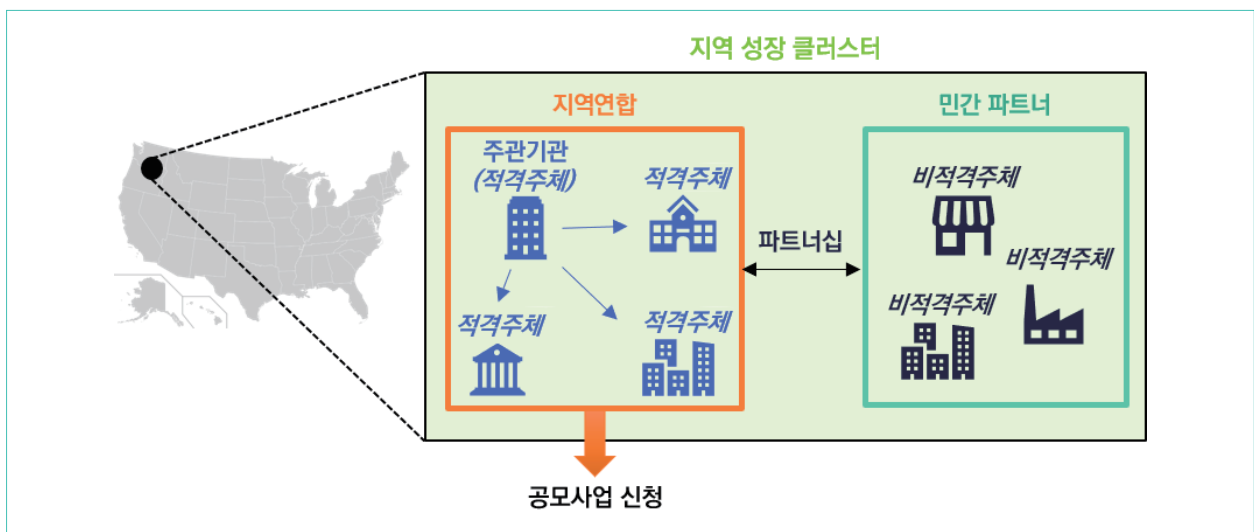 지역 성장 클러스터
지역연합
민간 파트너
주관기관
(적격주체)
적격주체
적격주체
적격주체
파트너십
비적격주체
비적격주체
비적격주체
공모사업 신청